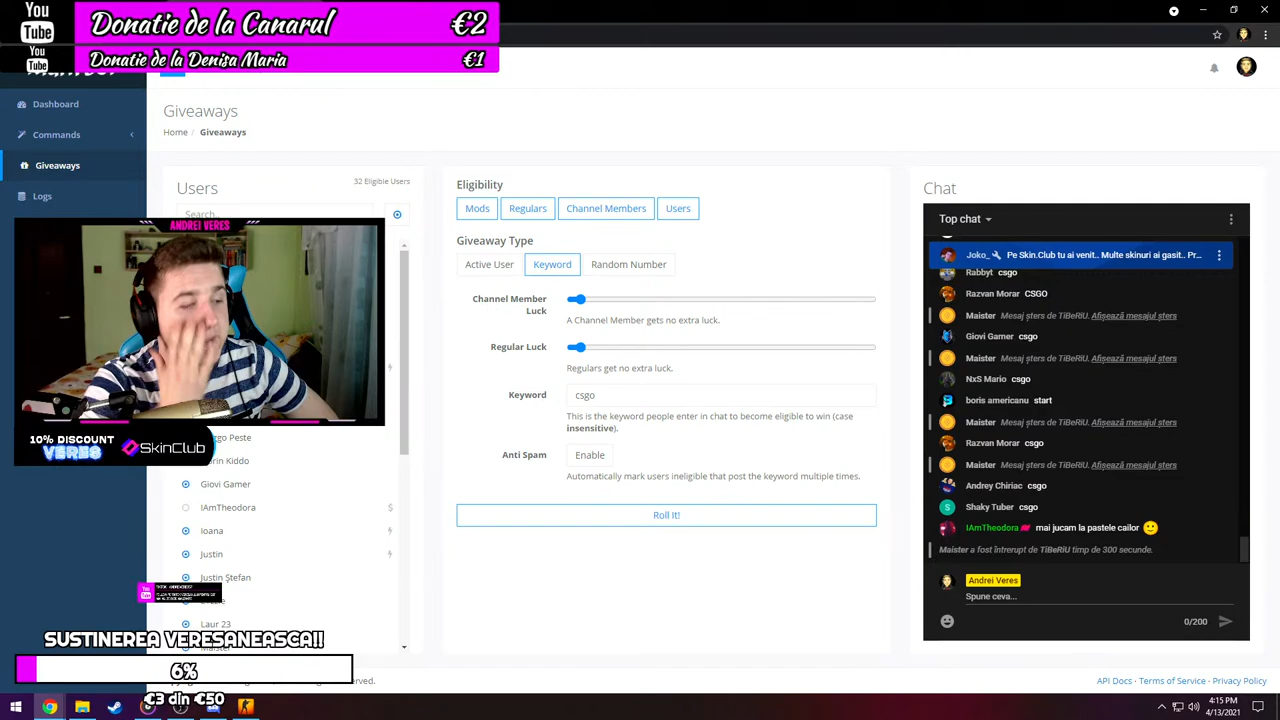 You
Tube
Donatie de la Canarul
€2
You
Tube
Donatie de la Denisa Maria
€1
Dashboard
Commands
Giveaways
Logs
Giveaways
Home / Giveaways
Users
32 Eligible Users
Search..
ANDREI VERES
10% DISCOUNT
VERES
SKINCLUB
Peste
Kiddo
Giovi Gamer
IAmTheodora
$
Ioana
Justin
Justin Ştefan
Laur 23
SUSTINEREA VERESANEASCA!!
6%
€3 din €50
Eligibility
Mods
Regulars
Channel Members
Users
Giveaway Type
Active User
Keyword
Random Number
Channel Member
Luck
A Channel Member gets no extra luck.
Regular Luck
Regulars get no extra luck.
Keyword
csgo
This is the keyword people enter in chat to become eligible to win (case
insensitive).
Anti Spam
Enable
Automatically mark users ineligible that post the keyword multiple times.
Roll It!
Chat
Top chat
Joko_ Pe Skin.Club tu ai venit.. Multe skinuri ai gasit.. Pr...
Rabbyt csgo
Razvan Morar CSGO
Maister Mesaj șters de TiBeRiU. Afișează mesajul șters
Giovi Gamer csgo
Maister Mesaj șters de TiBeRiU. Afișează mesajul șters
NxS Mario csgo
boris americanu start
Maister Mesaj șters de TiBeRiU. Afișează mesajul șters
Razvan Morar csgo
Maister Mesaj șters de TiBeRiU. Afișează mesajul șters
Andrey Chiriac csgo
S Shaky Tuber csgo
IAmTheodora mai jucam la pastele cailor
Maister a fost întrerupt de TiBeRiU timp de 300 secunde.
Andrei Veres
Spune ceva...
0/200
served.
API Docs - Terms of Service - Privacy Policy
4:15 PM
4/13/2021